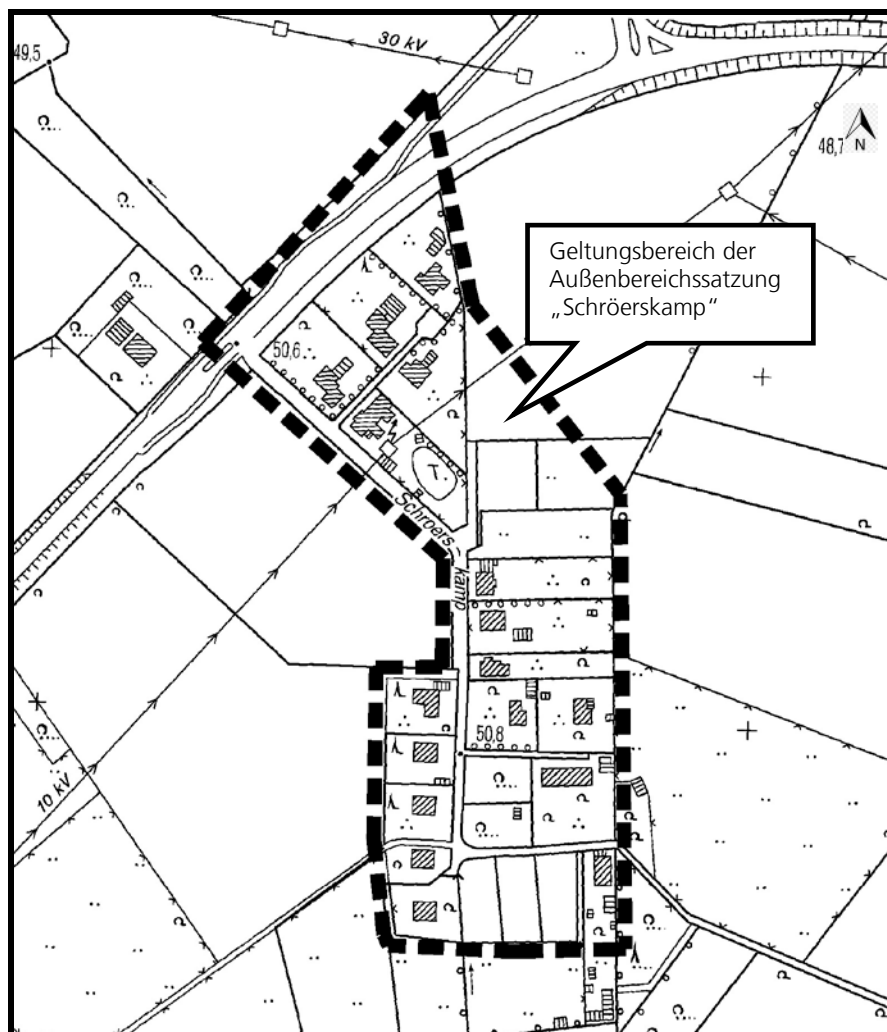 30 kV
49,5
48,7
N
Geltungsbereich der
Außenbereichssatzung
„Schröerskamp“
50,6
T
Schroers-
kamp
50,8
10 kV